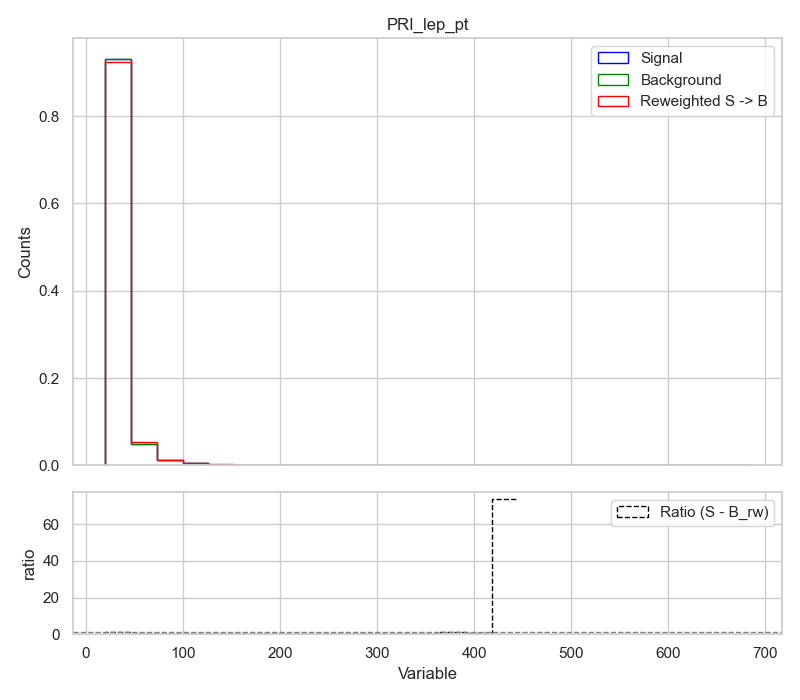 PRI_lep_pt
Signal
Background
Reweighted S -> B
Counts
0.8
0.6
0.4
0.2
0.0
Ratio (S - B_rw)
ratio
60
40
20
0
0 100 200 300 400 500 600 700
Variable